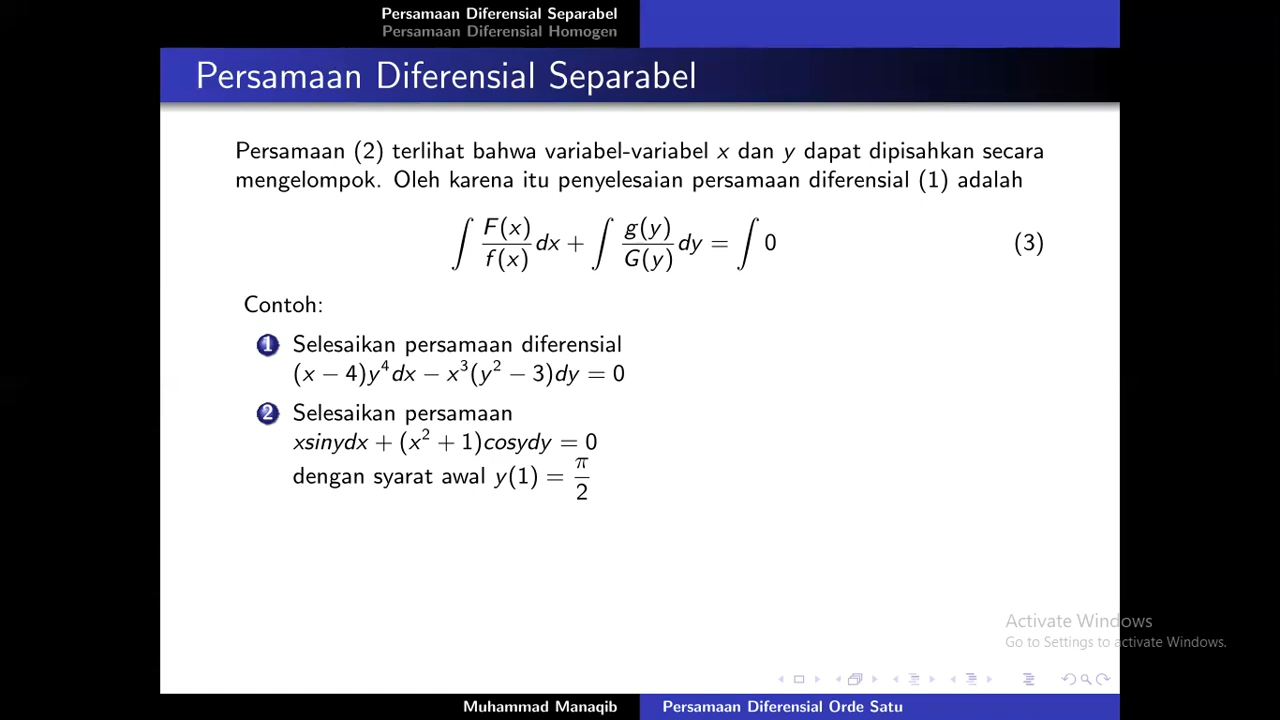 Persamaan Diferensial Separabel
Persamaan Diferensial Homogen
Persamaan Diferensial Separabel
Persamaan (2) terlihat bahwa variabel-variabel x dan y dapat dipisahkan secara
mengelompok. Oleh karena itu penyelesaian persamaan diferensial (1) adalah
∫ F(x)/f(x) dx + ∫ g(y)/G(y) dy = ∫ 0 (3)
Contoh:
1 Selesaikan persamaan diferensial
(x − 4)y⁴dx − x³(y² − 3)dy = 0
2 Selesaikan persamaan
xsinydx + (x² + 1)cosydy = 0
dengan syarat awal y(1) = π/2
Activate Windows
Go to Settings to activate Windows.
Muhammad Manaqib
Persamaan Diferensial Orde Satu